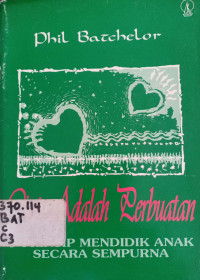 Phil Batchelor
Adalah Perbuatan
MENDIDIK ANAK
SECARA SEMPURNA
370.114
BAT
C
C3